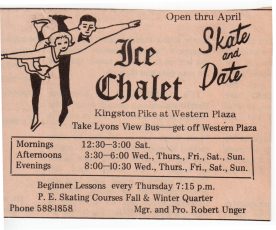 Open thru April
Ice
Chalet
Skate
and
Date
Kingston Pike at Western Plaza
Take Lyons View Bus—get off Western Plaza
Mornings 12:30—3:00 Sat.
Afternoons 3:30—6:00 Wed., Thurs., Fri., Sat., Sun.
Evenings 8:00—10:30 Wed., Thurs., Fri., Sat., Sun.
Beginner Lessons every Thursday 7:15 p.m.
P. E. Skating Courses Fall & Winter Quarter
Phone 588-1858 Mgr. and Pro. Robert Unger